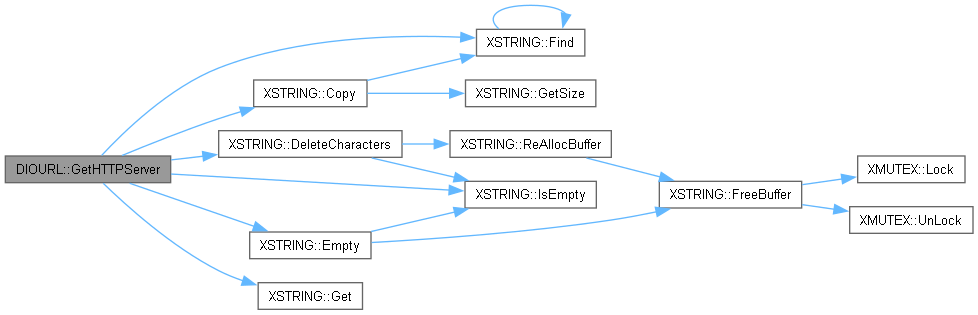 DIOURL::GetHTTPServer
XSTRING::Find
XSTRING::Copy
XSTRING::GetSize
XSTRING::DeleteCharacters
XSTRING::ReAllocBuffer
XSTRING::IsEmpty
XSTRING::FreeBuffer
XMUTEX::Lock
XMUTEX::UnLock
XSTRING::Empty
XSTRING::Get